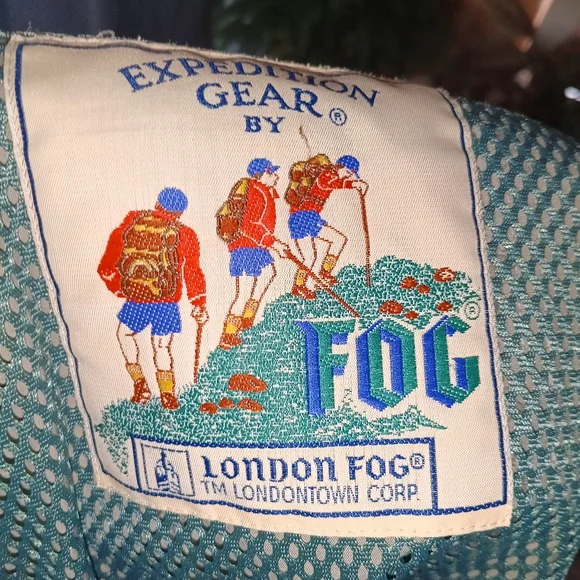 EXPEDITION
GEAR®
BY
FOG®
LONDON FOG®
TM LONDONTOWN CORP.